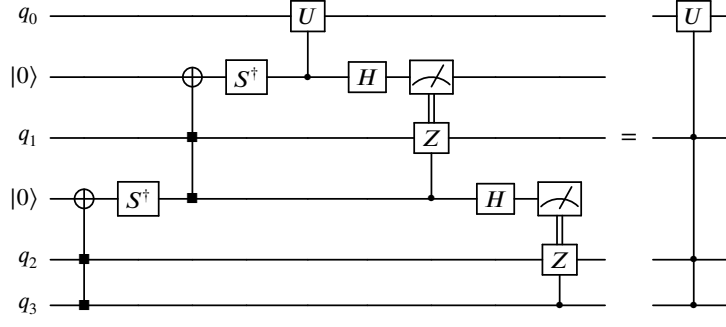 q₀ U U
|0⟩ S† H
q₁ Z =
|0⟩ S† H
q₂ Z
q₃